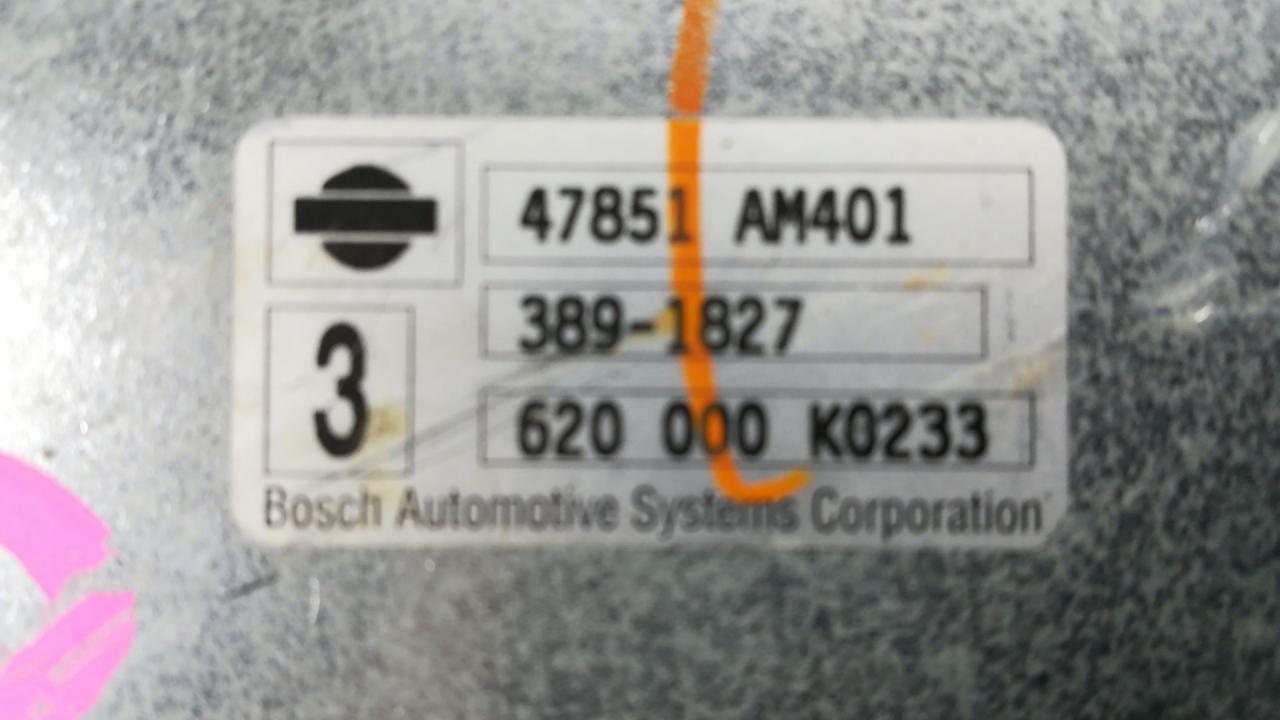 47851 AM401
389-1827
3
620 000 K0233
Bosch Automotive Systems Corporation